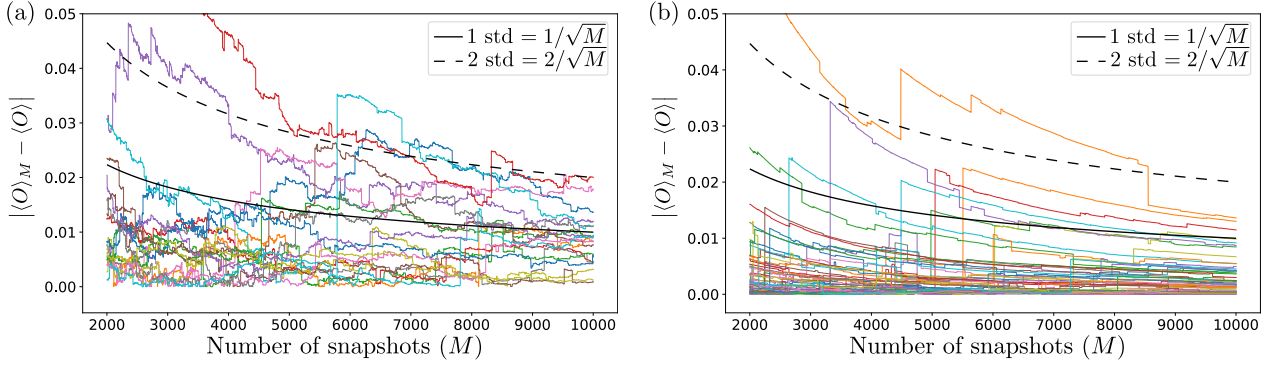 (a)
0.05
0.04
0.03
0.02
0.01
0.00
|⟨O⟩_M − ⟨O⟩|
1 std = 1/√M
2 std = 2/√M
2000 3000 4000 5000 6000 7000 8000 9000 10000
Number of snapshots (M)
(b)
0.05
0.04
0.03
0.02
0.01
0.00
|⟨O⟩_M − ⟨O⟩|
1 std = 1/√M
2 std = 2/√M
2000 3000 4000 5000 6000 7000 8000 9000 10000
Number of snapshots (M)